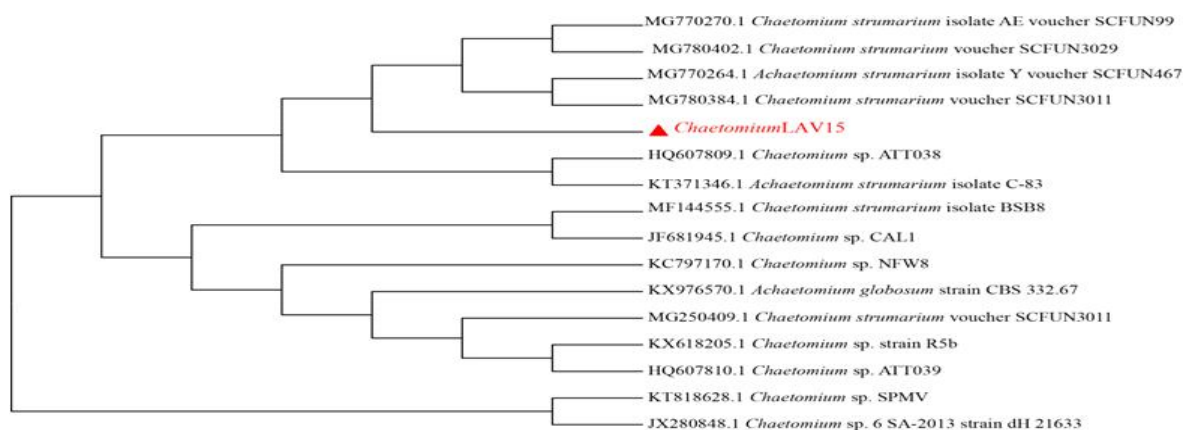 MG770270.1 Chaetomium strumarium isolate AE voucher SCFUN99
MG780402.1 Chaetomium strumarium voucher SCFUN3029
MG770264.1 Achaetomium strumarium isolate Y voucher SCFUN467
MG780384.1 Chaetomium strumarium voucher SCFUN3011
ChaetomiumLAV15
HQ607809.1 Chaetomium sp. ATT038
KT371346.1 Achaetomium strumarium isolate C-83
MF144555.1 Chaetomium strumarium isolate BSB8
JF681945.1 Chaetomium sp. CAL1
KC797170.1 Chaetomium sp. NFW8
KX976570.1 Achaetomium globosum strain CBS 332.67
MG250409.1 Chaetomium strumarium voucher SCFUN3011
KX618205.1 Chaetomium sp. strain R5b
HQ607810.1 Chaetomium sp. ATT039
KT818628.1 Chaetomium sp. SPMV
JX280848.1 Chaetomium sp. 6 SA-2013 strain dH 21633